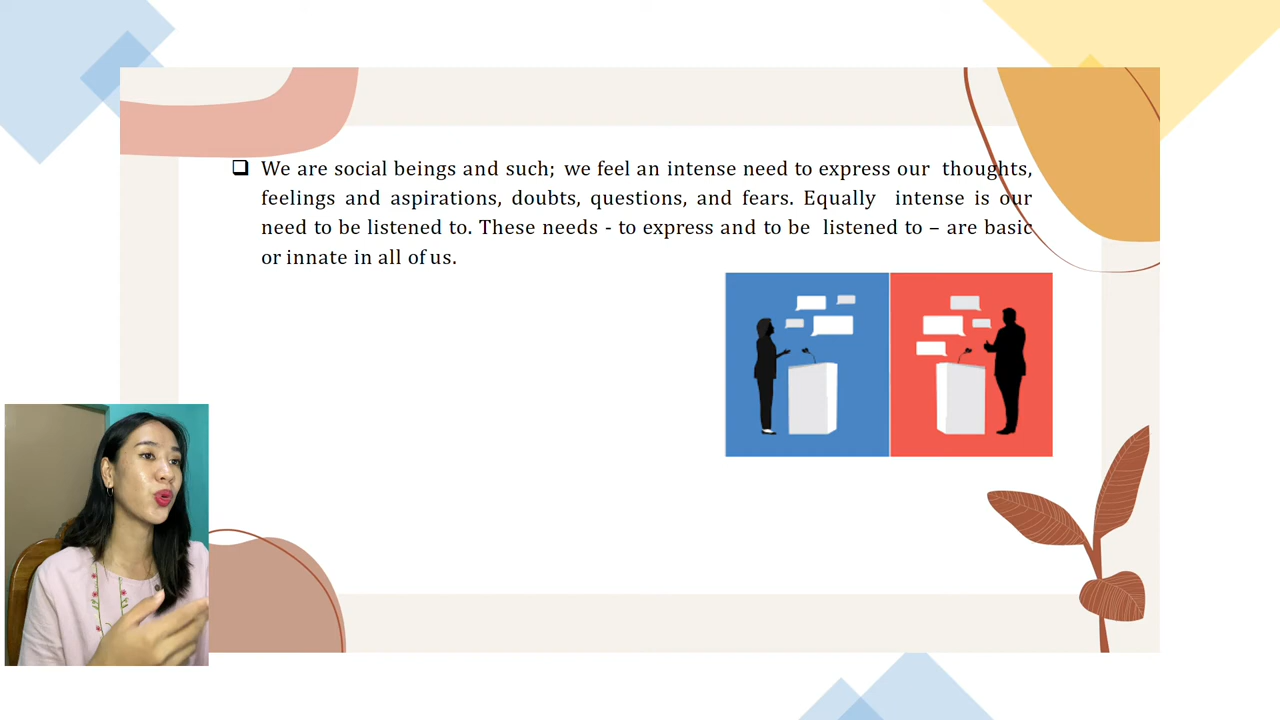 We are social beings and such; we feel an intense need to express our thoughts,
feelings and aspirations, doubts, questions, and fears. Equally intense is our
need to be listened to. These needs - to express and to be listened to – are basic
or innate in all of us.